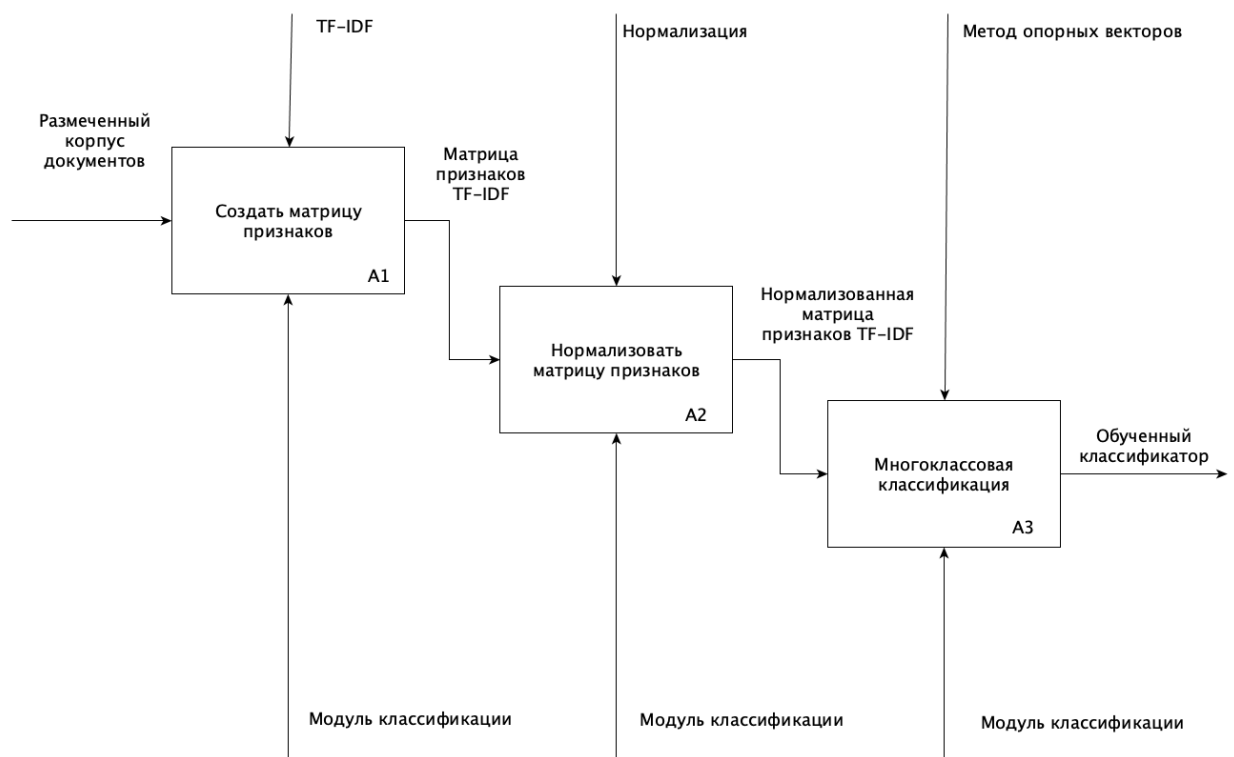 TF-IDF
Нормализация
Метод опорных векторов
Размеченный
корпус
документов
Матрица
признаков
TF-IDF
Создать матрицу
признаков
A1
Нормализованная
матрица
признаков TF-IDF
Нормализовать
матрицу признаков
A2
Обученный
классификатор
Многоклассовая
классификация
A3
Модуль классификации
Модуль классификации
Модуль классификации